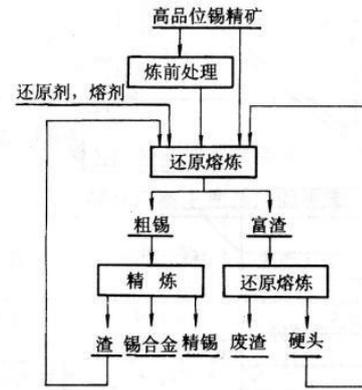 高品位锡精矿
炼前处理
还原剂，熔剂
还原熔炼
粗锡
富渣
精 炼
还原熔炼
渣 锡合金 精锡 废渣 硬头